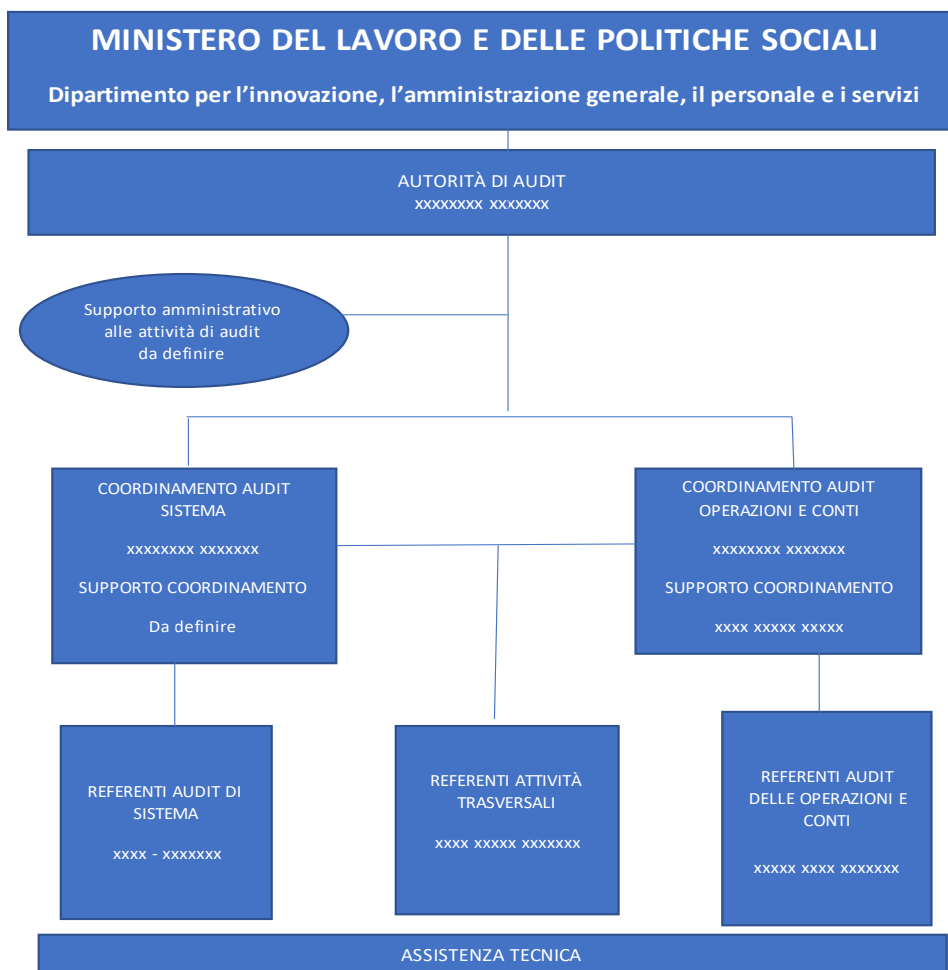 MINISTERO DEL LAVORO E DELLE POLITICHE SOCIALI
Dipartimento per l’innovazione, l’amministrazione generale, il personale e i servizi
AUTORITÀ DI AUDIT
xxxxxxxx xxxxxxx
Supporto amministrativo
alle attività di audit
da definire
COORDINAMENTO AUDIT
SISTEMA
xxxxxxxx xxxxxxx
SUPPORTO COORDINAMENTO
Da definire
COORDINAMENTO AUDIT
OPERAZIONI E CONTI
xxxxxxxx xxxxxxx
SUPPORTO COORDINAMENTO
xxxx xxxxx xxxxx
REFERENTI AUDIT DI
SISTEMA
xxxx - xxxxxxx
REFERENTI ATTIVITÀ
TRASVERSALI
xxxx xxxxx xxxxxxx
REFERENTI AUDIT
DELLE OPERAZIONI E
CONTI
xxxxx xxxx xxxxxxx
ASSISTENZA TECNICA